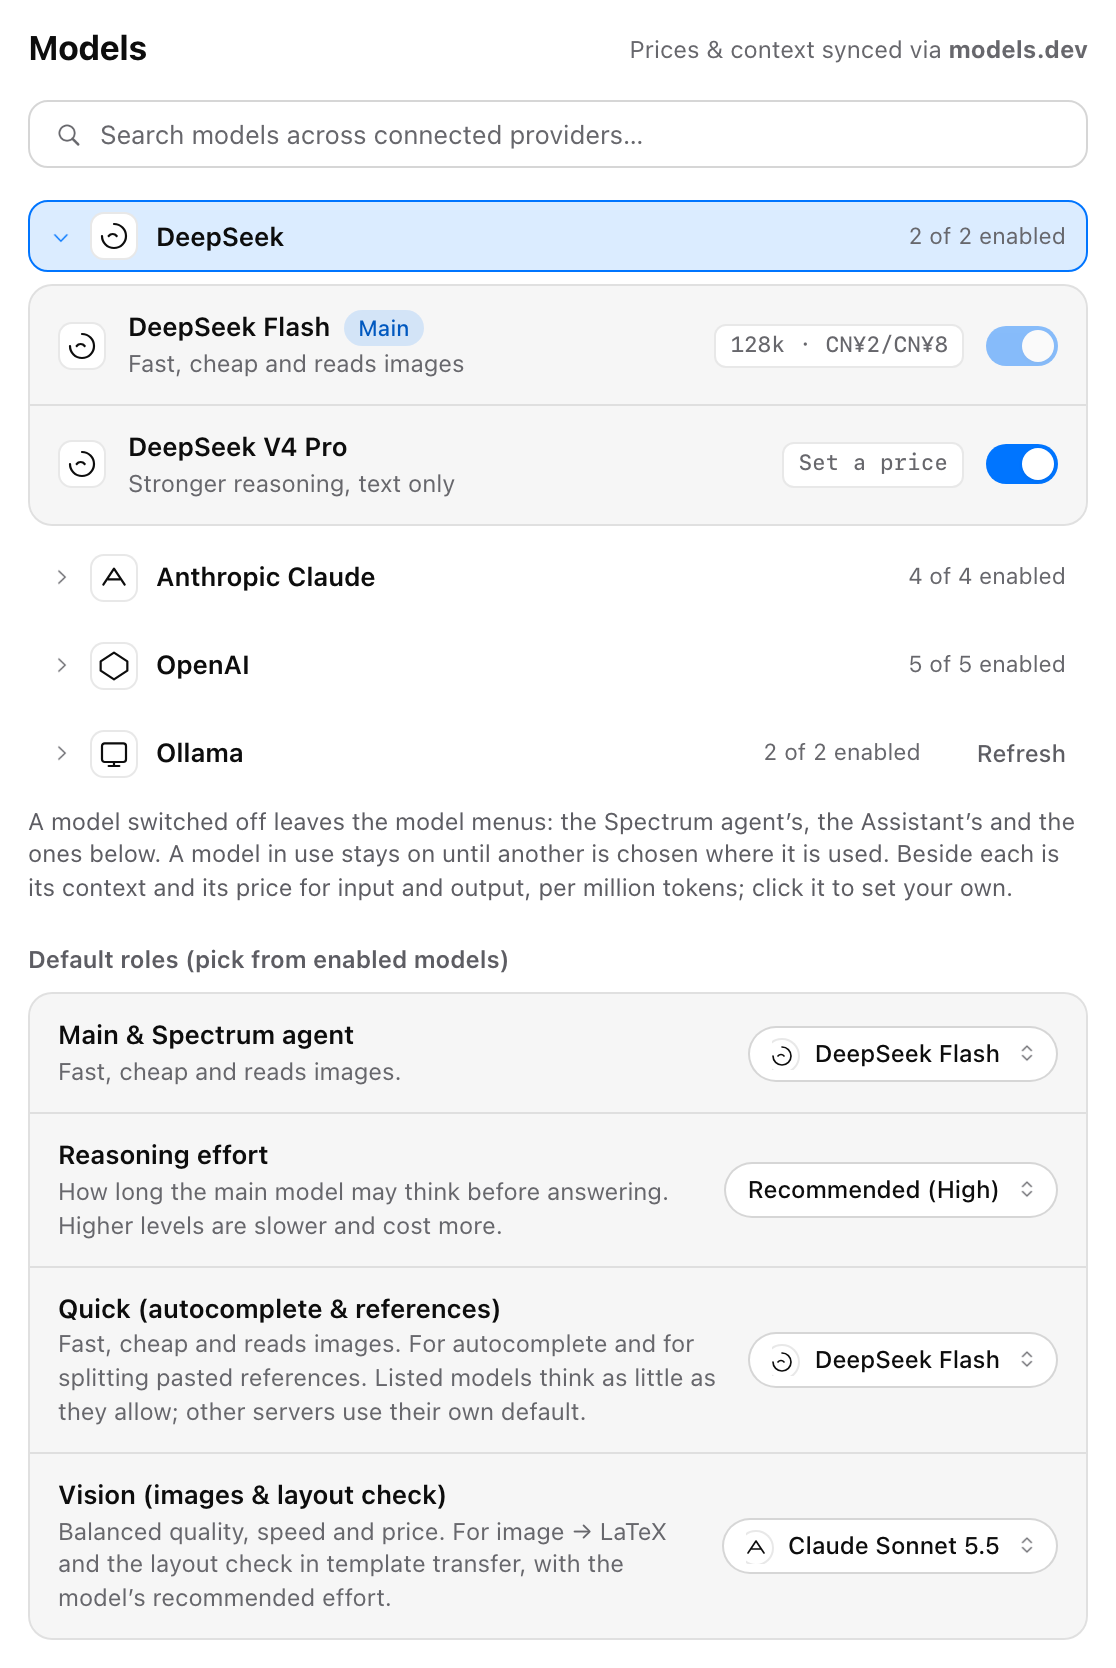 Models
Prices & context synced via models.dev
Search models across connected providers...
DeepSeek
2 of 2 enabled
DeepSeek Flash Main
Fast, cheap and reads images
128k · CN¥2/CN¥8
DeepSeek V4 Pro
Stronger reasoning, text only
Set a price
Anthropic Claude
4 of 4 enabled
OpenAI
5 of 5 enabled
Ollama
2 of 2 enabled
Refresh
A model switched off leaves the model menus: the Spectrum agent’s, the Assistant’s and the
ones below. A model in use stays on until another is chosen where it is used. Beside each is
its context and its price for input and output, per million tokens; click it to set your own.
Default roles (pick from enabled models)
Main & Spectrum agent
Fast, cheap and reads images.
DeepSeek Flash
Reasoning effort
How long the main model may think before answering.
Higher levels are slower and cost more.
Recommended (High)
Quick (autocomplete & references)
Fast, cheap and reads images. For autocomplete and for
splitting pasted references. Listed models think as little as
they allow; other servers use their own default.
DeepSeek Flash
Vision (images & layout check)
Balanced quality, speed and price. For image → LaTeX
and the layout check in template transfer, with the
model’s recommended effort.
Claude Sonnet 5.5